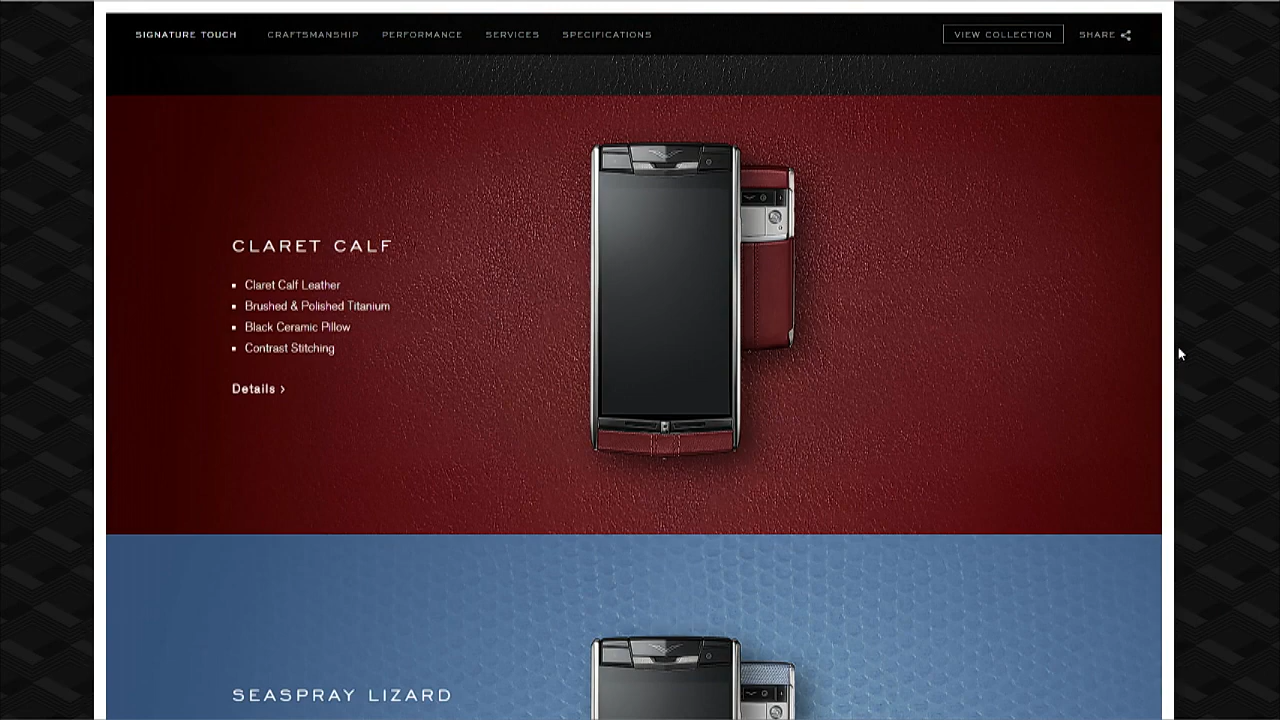 SIGNATURE TOUCH CRAFTSMANSHIP PERFORMANCE SERVICES SPECIFICATIONS VIEW COLLECTION SHARE
CLARET CALF
Claret Calf Leather
Brushed & Polished Titanium
Black Ceramic Pillow
Contrast Stitching
Details >
SEASPRAY LIZARD